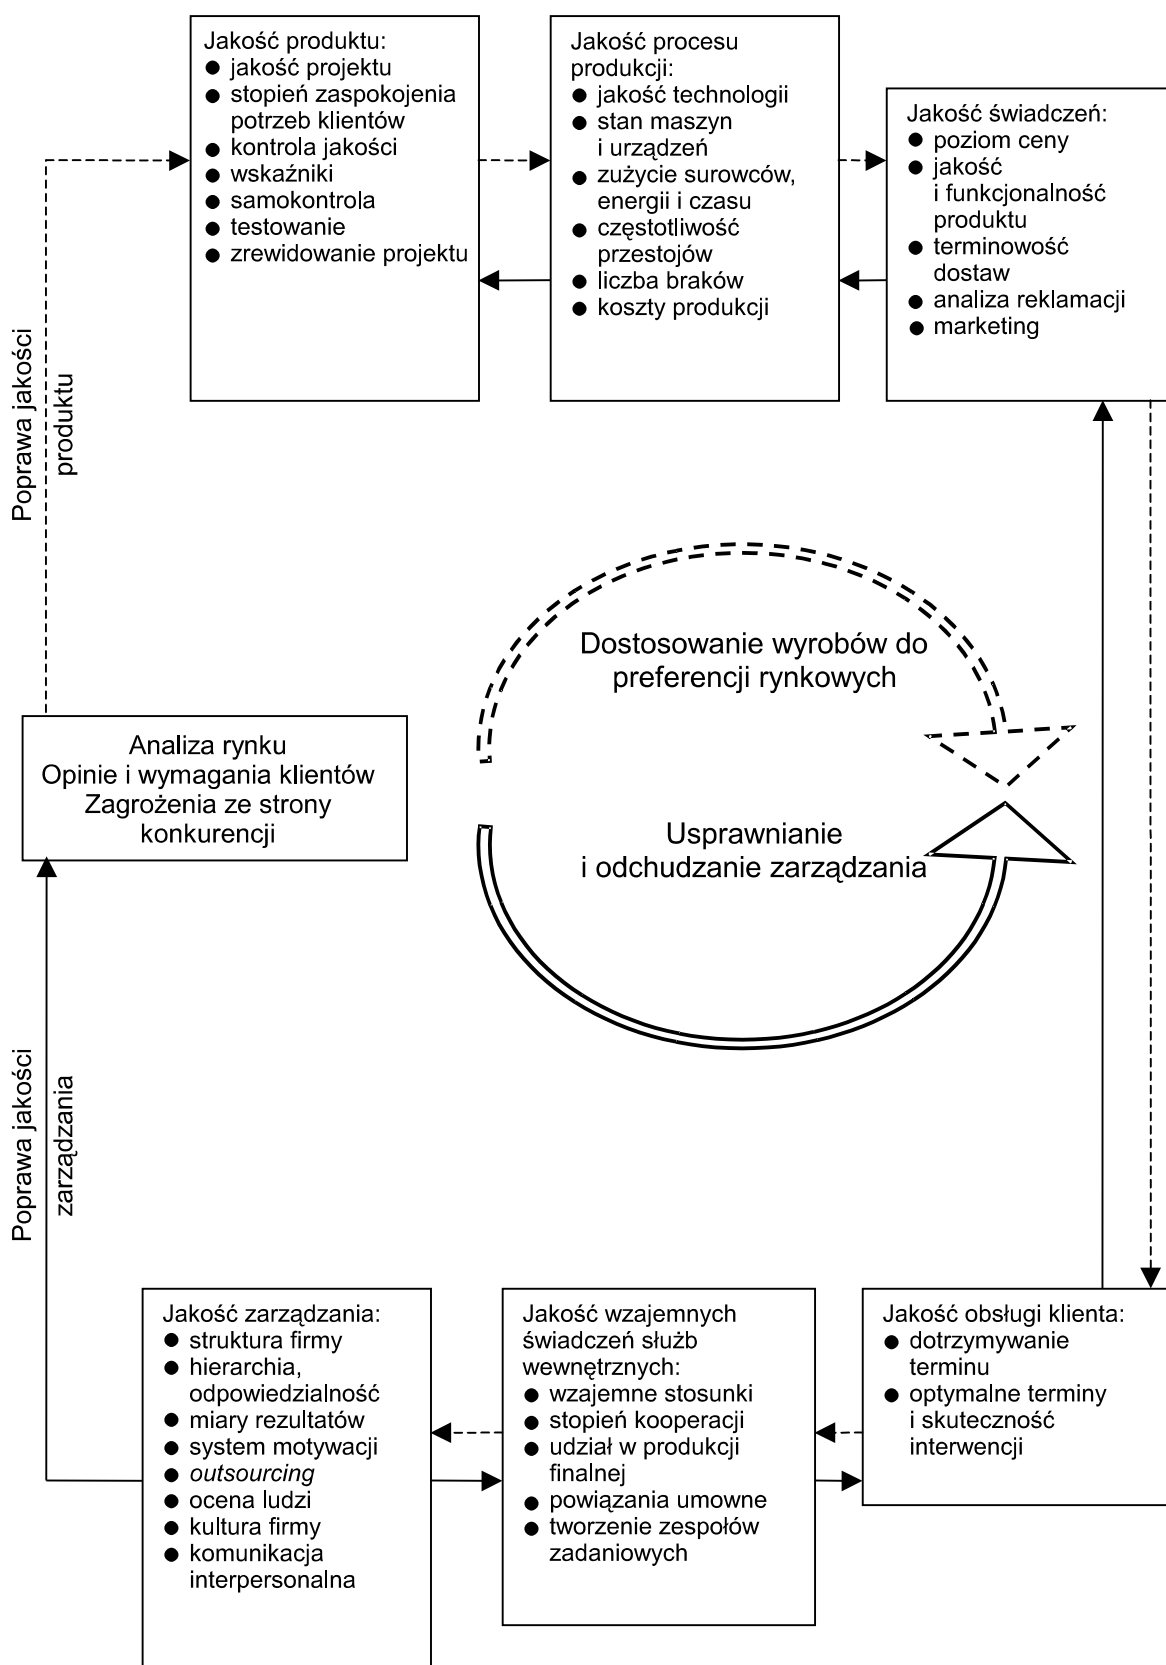 Jakość produktu:
● jakość projektu
● stopień zaspokojenia
potrzeb klientów
● kontrola jakości
● wskaźniki
● samokontrola
● testowanie
● zrewidowanie projektu
Jakość procesu
produkcji:
● jakość technologii
● stan maszyn
i urządzeń
● zużycie surowców,
energii i czasu
● częstotliwość
przestojów
● liczba braków
● koszty produkcji
Jakość świadczeń:
● poziom ceny
● jakość
i funkcjonalność
produktu
● terminowość
dostaw
● analiza reklamacji
● marketing
Poprawa jakości
produktu
Dostosowanie wyrobów do
preferencji rynkowych
Analiza rynku
Opinie i wymagania klientów
Zagrożenia ze strony
konkurencji
Usprawnianie
i odchudzanie zarządzania
Poprawa jakości
zarządzania
Jakość zarządzania:
● struktura firmy
● hierarchia,
odpowiedzialność
● miary rezultatów
● system motywacji
● outsourcing
● ocena ludzi
● kultura firmy
● komunikacja
interpersonalna
Jakość wzajemnych
świadczeń służb
wewnętrznych:
● wzajemne stosunki
● stopień kooperacji
● udział w produkcji
finalnej
● powiązania umowne
● tworzenie zespołów
zadaniowych
Jakość obsługi klienta:
● dotrzymywanie
terminu
● optymalne terminy
i skuteczność
interwencji